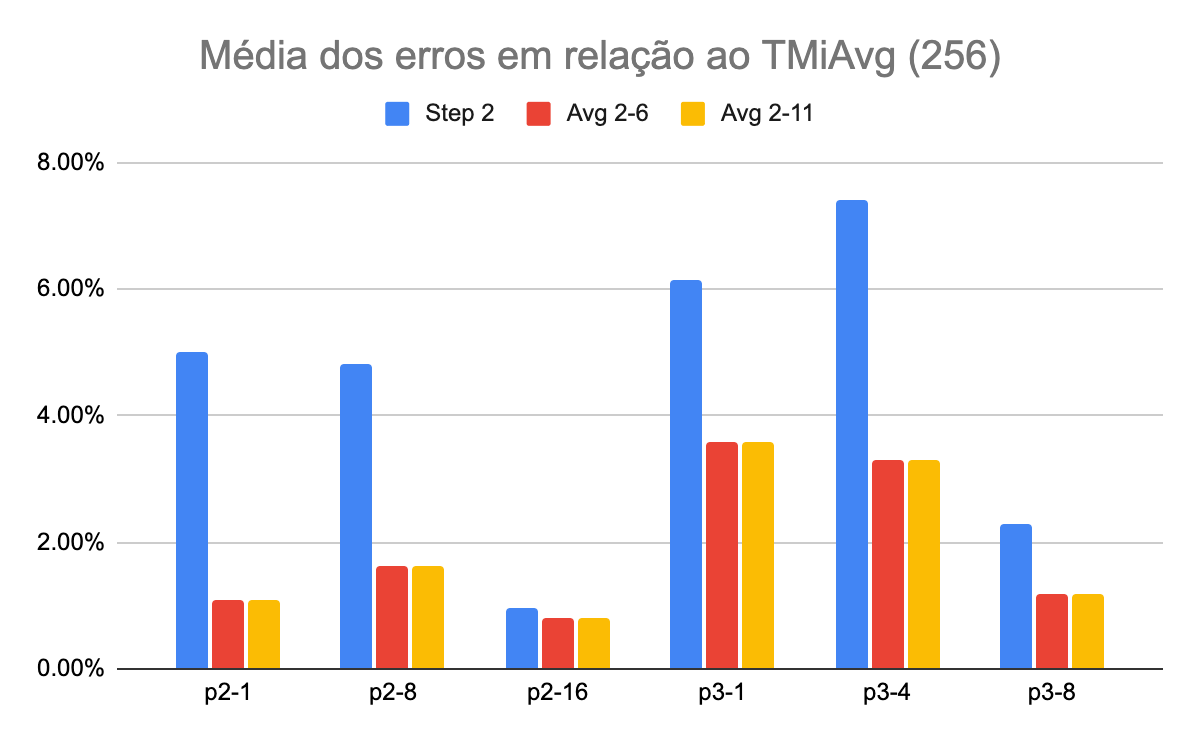 Média dos erros em relação ao TMiAvg (256)
Step 2 Avg 2-6 Avg 2-11
8.00%
6.00%
4.00%
2.00%
0.00%
p2-1 p2-8 p2-16 p3-1 p3-4 p3-8